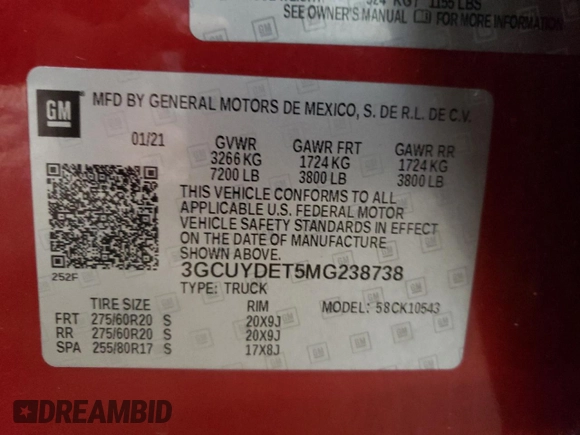 524 KG / 1155 LBS
SEE OWNER'S MANUAL FOR MORE INFORMATION
GM
MFD BY GENERAL MOTORS DE MEXICO, S. DE R.L. DE C.V.
01/21 GVWR GAWR FRT GAWR RR
3266 KG 1724 KG 1724 KG
7200 LB 3800 LB 3800 LB
THIS VEHICLE CONFORMS TO ALL
APPLICABLE U.S. FEDERAL MOTOR
VEHICLE SAFETY STANDARDS IN EFFECT
ON THE DATE OF MANUFACTURE
SHOWN ABOVE.
252F 3GCUYDET5MG238738
TYPE: TRUCK MODEL: 58CK10543
TIRE SIZE RIM
FRT 275/60R20 S 20X9J
RR 275/60R20 S 20X9J
SPA 255/80R17 S 17X8J
DREAMBID